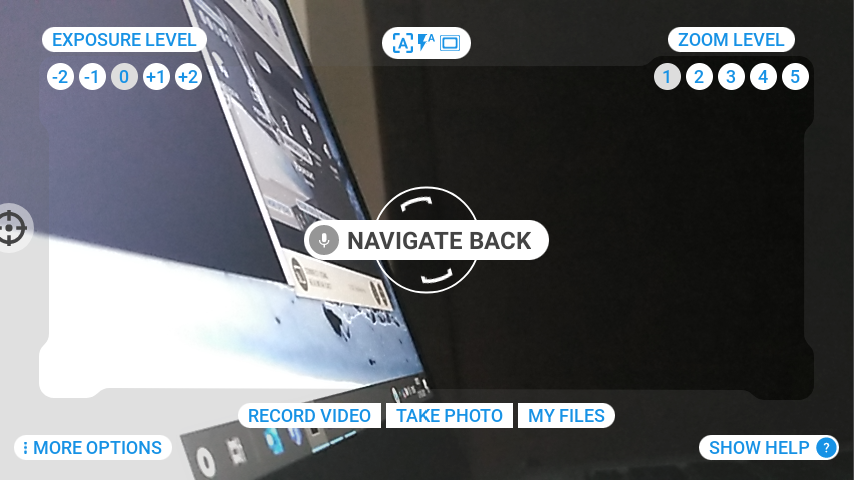 EXPOSURE LEVEL
-2 -1 0 +1 +2
A A
ZOOM LEVEL
1 2 3 4 5
NAVIGATE BACK
RECORD VIDEO TAKE PHOTO MY FILES
MORE OPTIONS
SHOW HELP ?